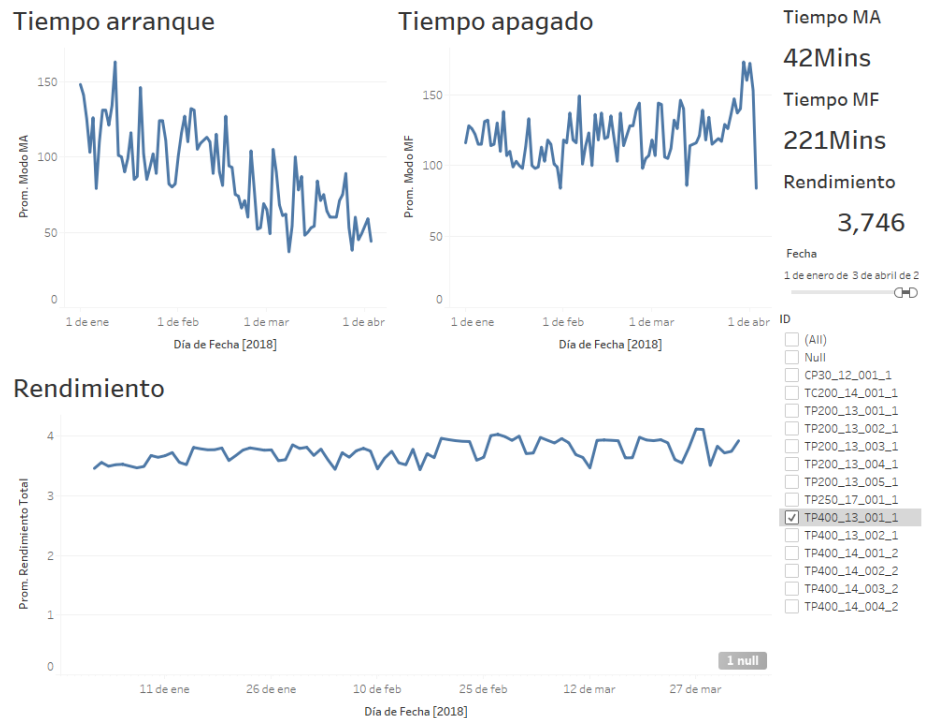 Tiempo arranque
Prom. Modo MA
150
100
50
0
1 de ene
1 de feb
1 de mar
1 de abr
Día de Fecha [2018]
Tiempo apagado
Prom. Modo MF
150
100
50
0
1 de ene
1 de feb
1 de mar
1 de abr
Día de Fecha [2018]
Tiempo MA
42Mins
Tiempo MF
221Mins
Rendimiento
3,746
Fecha
1 de enero de 3 de abril de 2
ID
(All)
Null
CP30_12_001_1
TC200_14_001_1
TP200_13_001_1
TP200_13_002_1
TP200_13_003_1
TP200_13_004_1
TP200_13_005_1
TP250_17_001_1
TP400_13_001_1
TP400_13_002_1
TP400_14_001_2
TP400_14_002_2
TP400_14_003_2
TP400_14_004_2
Rendimiento
Prom. Rendimiento Total
4
3
2
1
0
1 null
11 de ene
26 de ene
10 de feb
25 de feb
12 de mar
27 de mar
Día de Fecha [2018]